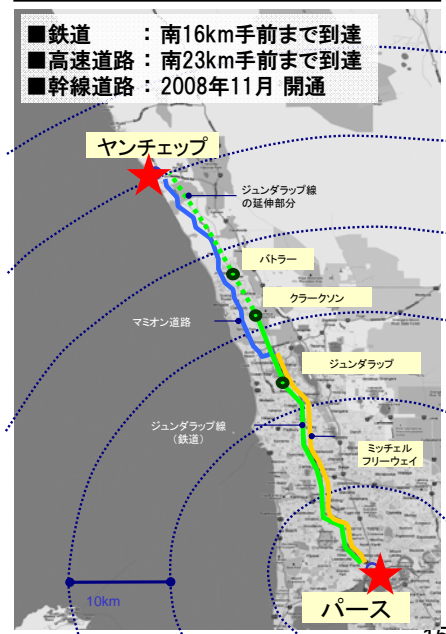 ■鉄道　　：南16km手前まで到達
■高速道路：南23km手前まで到達
■幹線道路：2008年11月 開通
ヤンチェップ
ジュンダラップ線
の延伸部分
バトラー
クラークソン
マミオン道路
ジュンダラップ
ジュンダラップ線
（鉄道）
ミッチェル
フリーウェイ
10km
パース